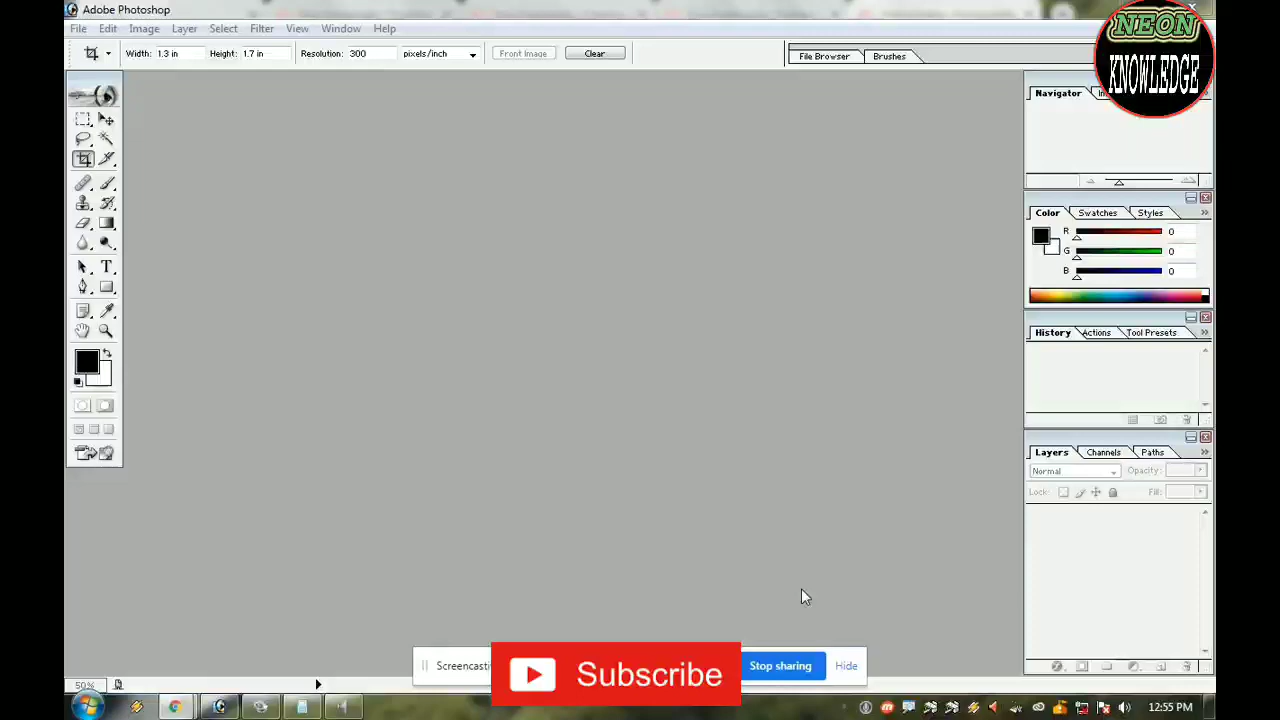 Adobe Photoshop
NEON
KNOWLEDGE
File Edit Image Layer Select Filter View Window Help
Width: 1.3 in Height: 1.7 in Resolution: 300 pixels/inch Front Image Clear
File Browser Brushes
Navigator
Color Swatches Styles
R 0
G 0
B 0
History Actions Tool Presets
Layers Channels Paths
Normal Opacity:
Lock: Fill:
Stop sharing Hide
Subscribe
50%
12:55 PM